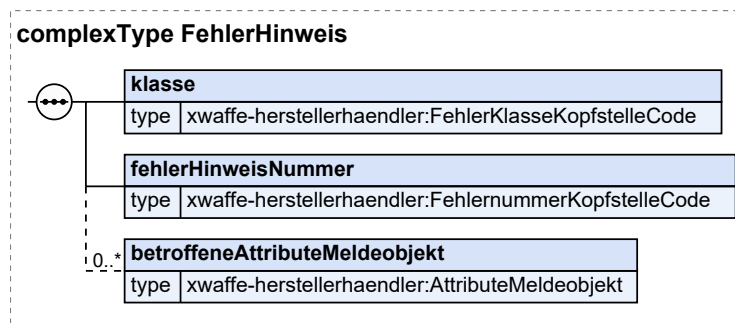 complexType FehlerHinweis
klasse
type xwaffe-herstellerhaendler:FehlerKlasseKopfstelleCode
fehlerHinweisNummer
type xwaffe-herstellerhaendler:FehlernummerKopfstelleCode
0..* betroffeneAttributeMeldeobjekt
type xwaffe-herstellerhaendler:AttributeMeldeobjekt